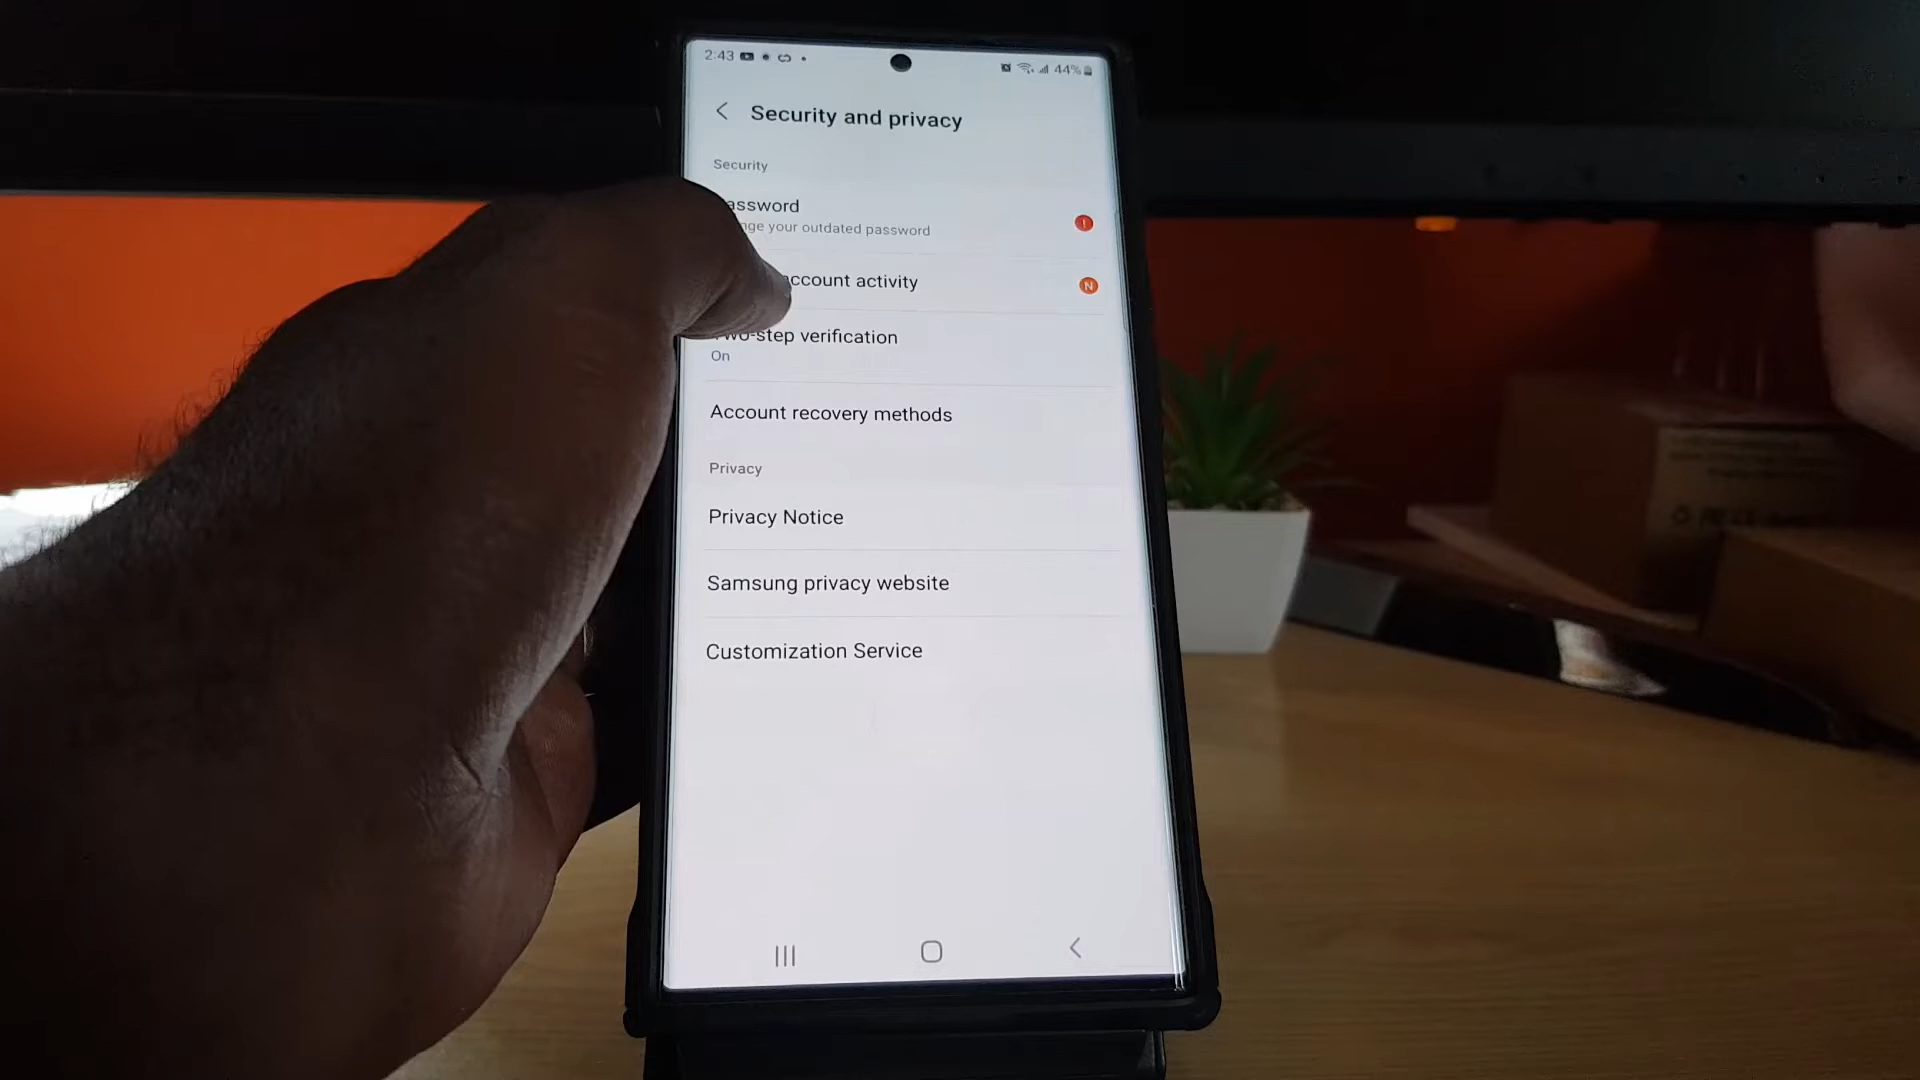 2:43 44%
Security and privacy
Security
assword
nge your outdated password
!
ccount activity
N
Two-step verification
On
Account recovery methods
Privacy
Privacy Notice
Samsung privacy website
Customization Service